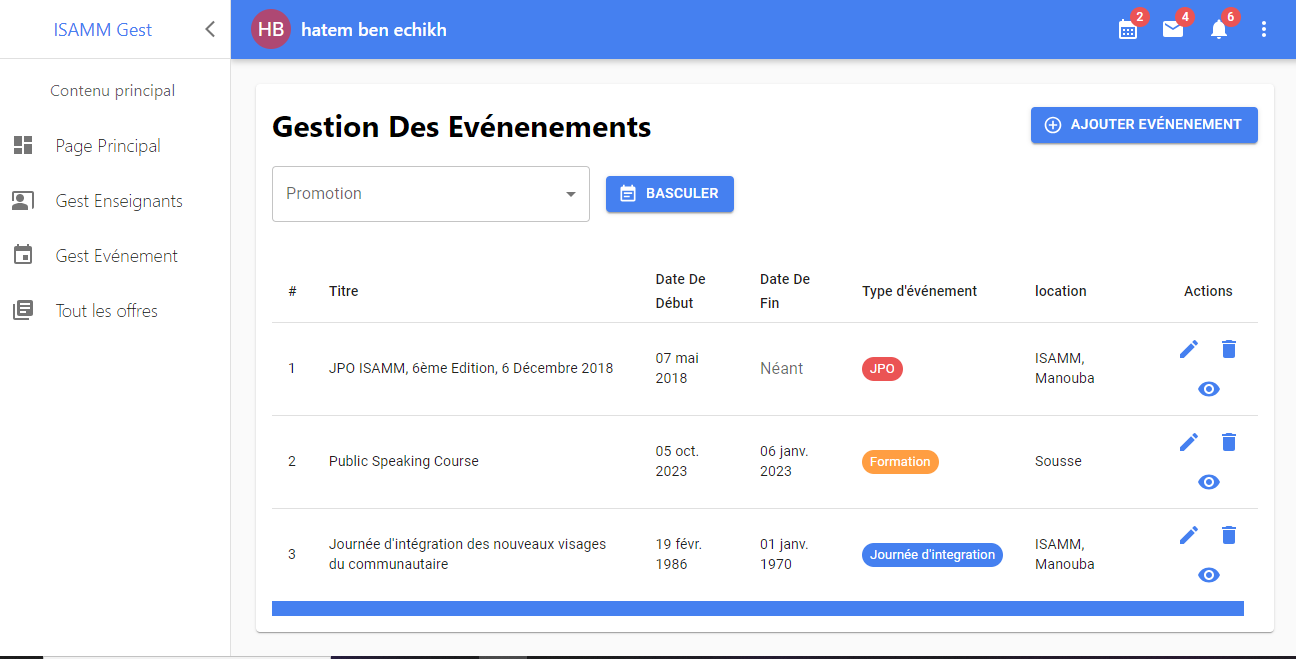 ISAMM Gest
HB hatem ben echikh
2 4 6
Contenu principal
Page Principal
Gest Enseignants
Gest Evénement
Tout les offres
Gestion Des Evénenements
AJOUTER EVÉNENEMENT
Promotion
BASCULER
# Titre Date De Début Date De Fin Type d'événement location Actions
1 JPO ISAMM, 6ème Edition, 6 Décembre 2018 07 mai 2018 Néant JPO ISAMM, Manouba
2 Public Speaking Course 05 oct. 2023 06 janv. 2023 Formation Sousse
3 Journée d'intégration des nouveaux visages du communautaire 19 févr. 1986 01 janv. 1970 Journée d'integration ISAMM, Manouba